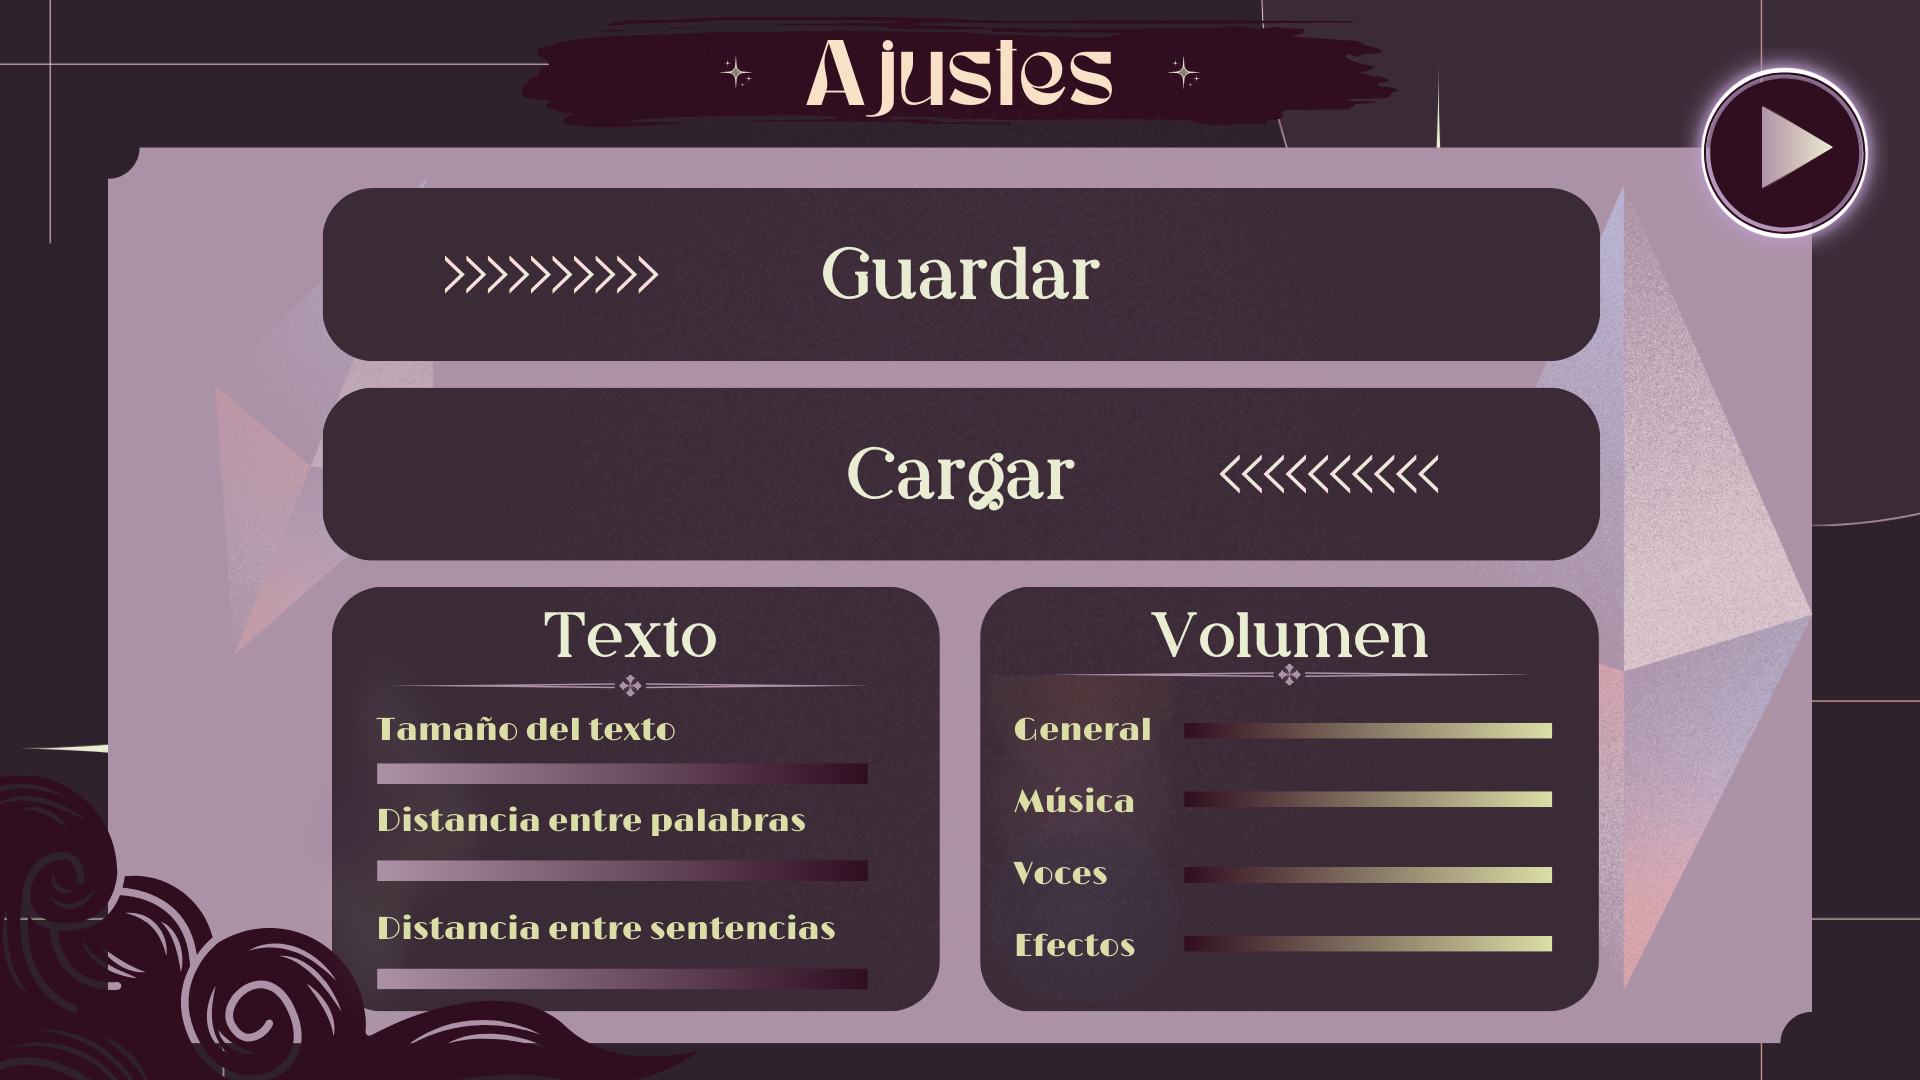 Ajustes
Guardar
Cargar
Texto
Tamaño del texto
Distancia entre palabras
Distancia entre sentencias
Volumen
General
Música
Voces
Efectos